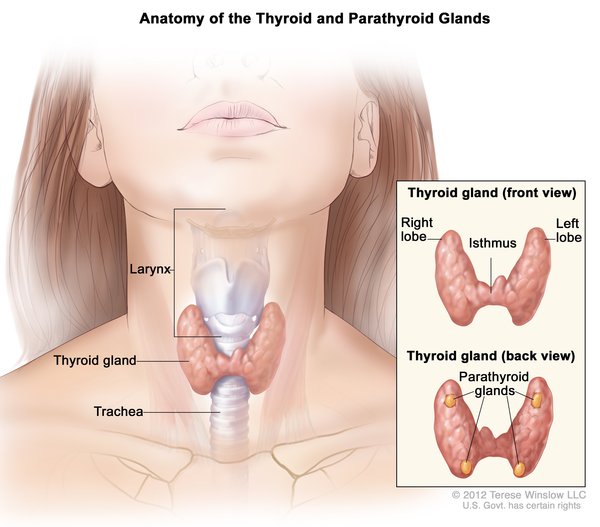 Anatomy of the Thyroid and Parathyroid Glands
Larynx
Thyroid gland
Trachea
Thyroid gland (front view)
Right
lobe
Isthmus
Left
lobe
Thyroid gland (back view)
Parathyroid
glands
© 2012 Terese Winslow LLC
U.S. Govt. has certain rights